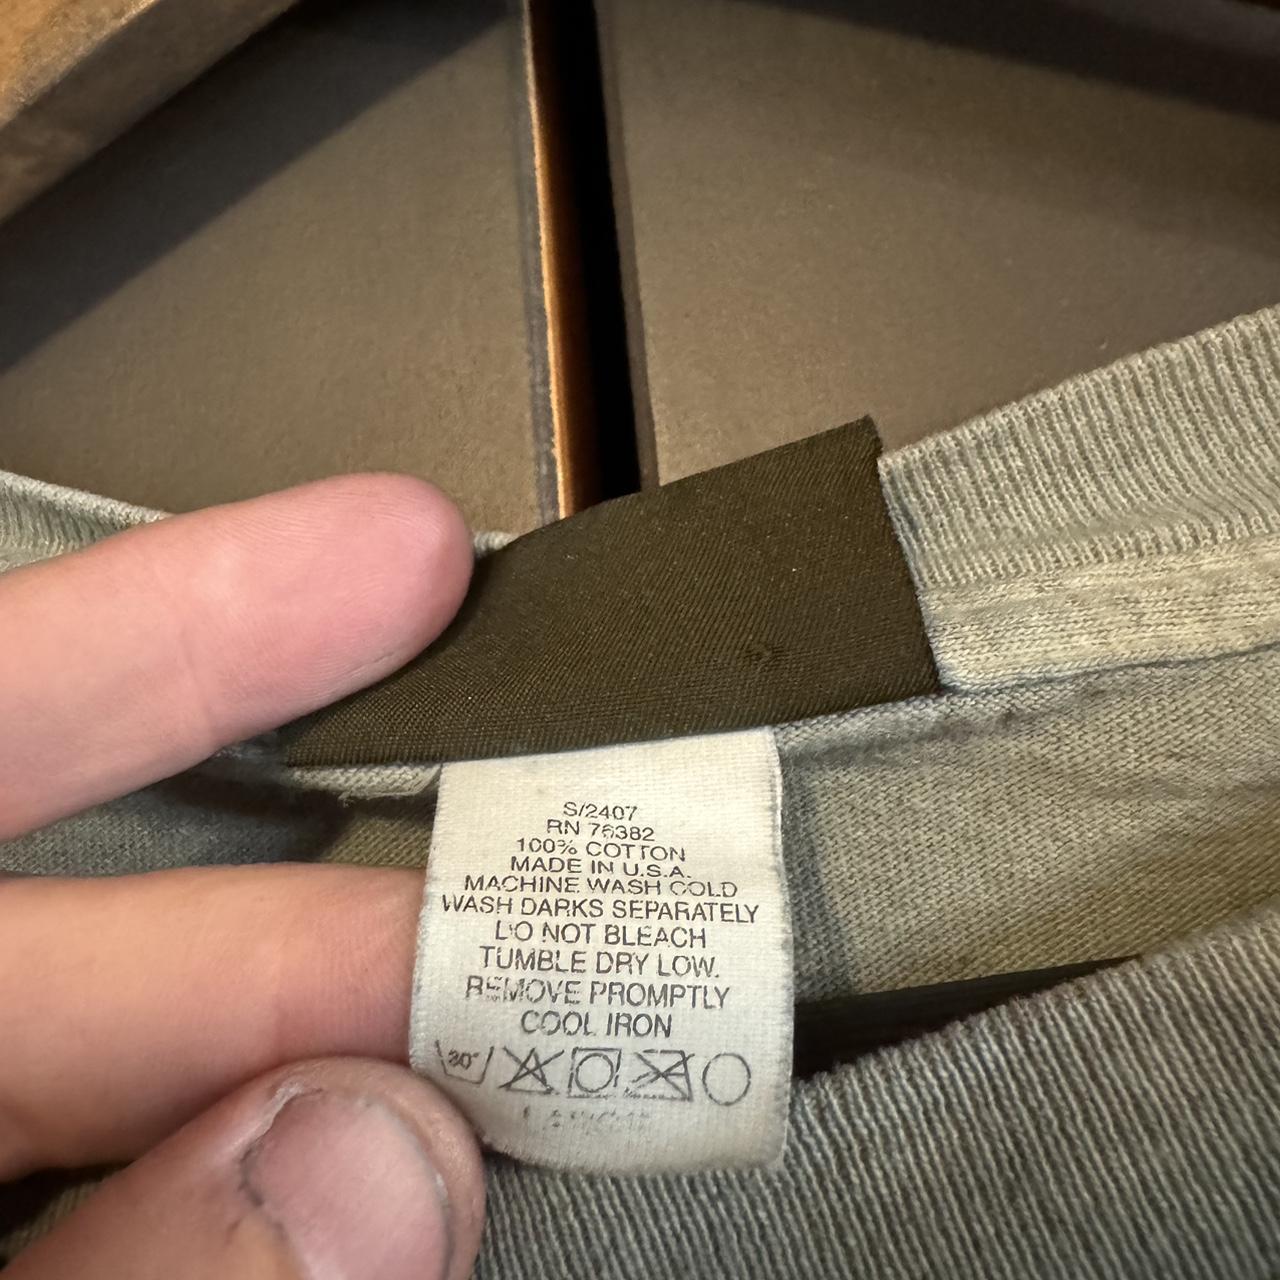 S/2407
RN 76382
100% COTTON
MADE IN U.S.A.
MACHINE WASH COLD
WASH DARKS SEPARATELY
DO NOT BLEACH
TUMBLE DRY LOW.
REMOVE PROMPTLY
COOL IRON
30°